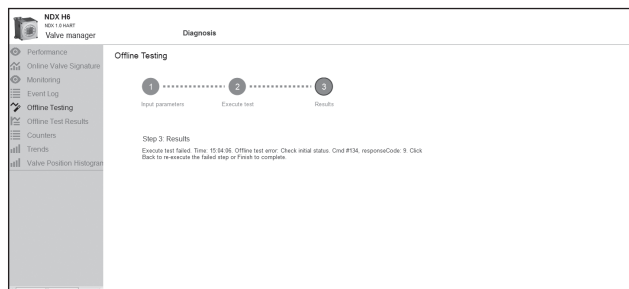 NDX H6
NDX 1.0 HART
Valve manager
Diagnosis
Performance
Online Valve Signature
Monitoring
Event Log
Offline Testing
Offline Test Results
Counters
Trends
Valve Position Histogram
Offline Testing
1 2 3
Input parameters Execute test Results
Step 3: Results
Execute test failed. Time: 15:04:06. Offline test error: Check initial status. Cmd #134, responseCode: 9. Click
Back to re-execute the failed step or Finish to complete.